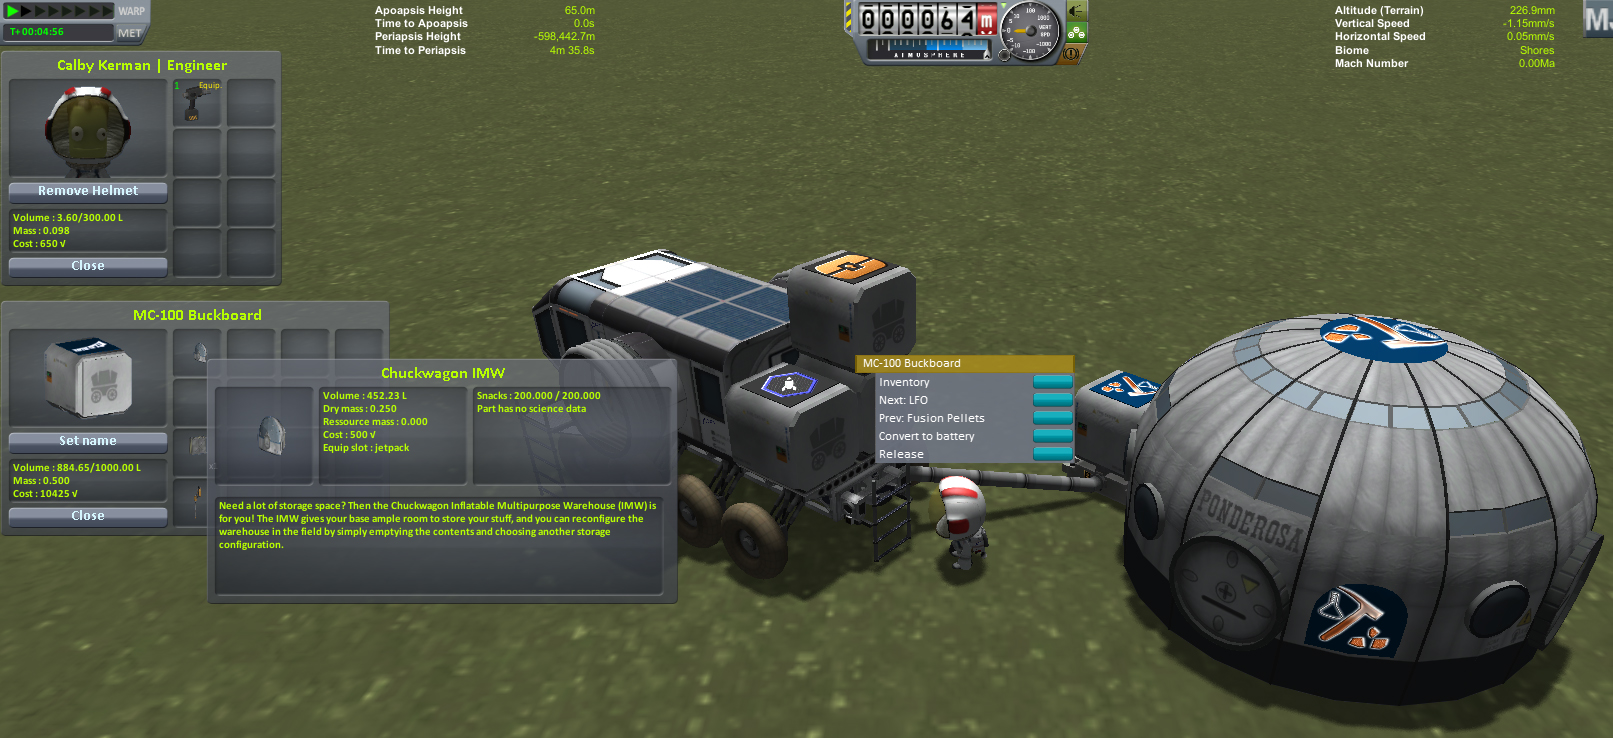 WARP
T+ 00:04:56
MET
Apoapsis Height 65.0m
Time to Apoapsis 0.0s
Periapsis Height -598,442.7m
Time to Periapsis 4m 35.8s
000064 m
ATMOSPHERE
Altitude (Terrain) 226.9mm
Vertical Speed -1.15mm/s
Horizontal Speed 0.05mm/s
Biome Shores
Mach Number 0.00Ma
Calby Kerman | Engineer
1 Equip.
Remove Helmet
Volume : 3.60/300.00 L
Mass : 0.098
Cost : 650 √
Close
MC-100 Buckboard
Set name
Volume : 884.65/1000.00 L
Mass : 0.500
Cost : 10425 √
Close
Chuckwagon IMW
Volume : 452.23 L
Dry mass : 0.250
Ressource mass : 0.000
Cost : 500 √
Equip slot : jetpack
Snacks : 200.000 / 200.000
Part has no science data
Need a lot of storage space? Then the Chuckwagon Inflatable Multipurpose Warehouse (IMW) is
for you! The IMW gives your base ample room to store your stuff, and you can reconfigure the
warehouse in the field by simply emptying the contents and choosing another storage
configuration.
MC-100 Buckboard
Inventory
Next: LFO
Prev: Fusion Pellets
Convert to battery
Release
PONDEROSA